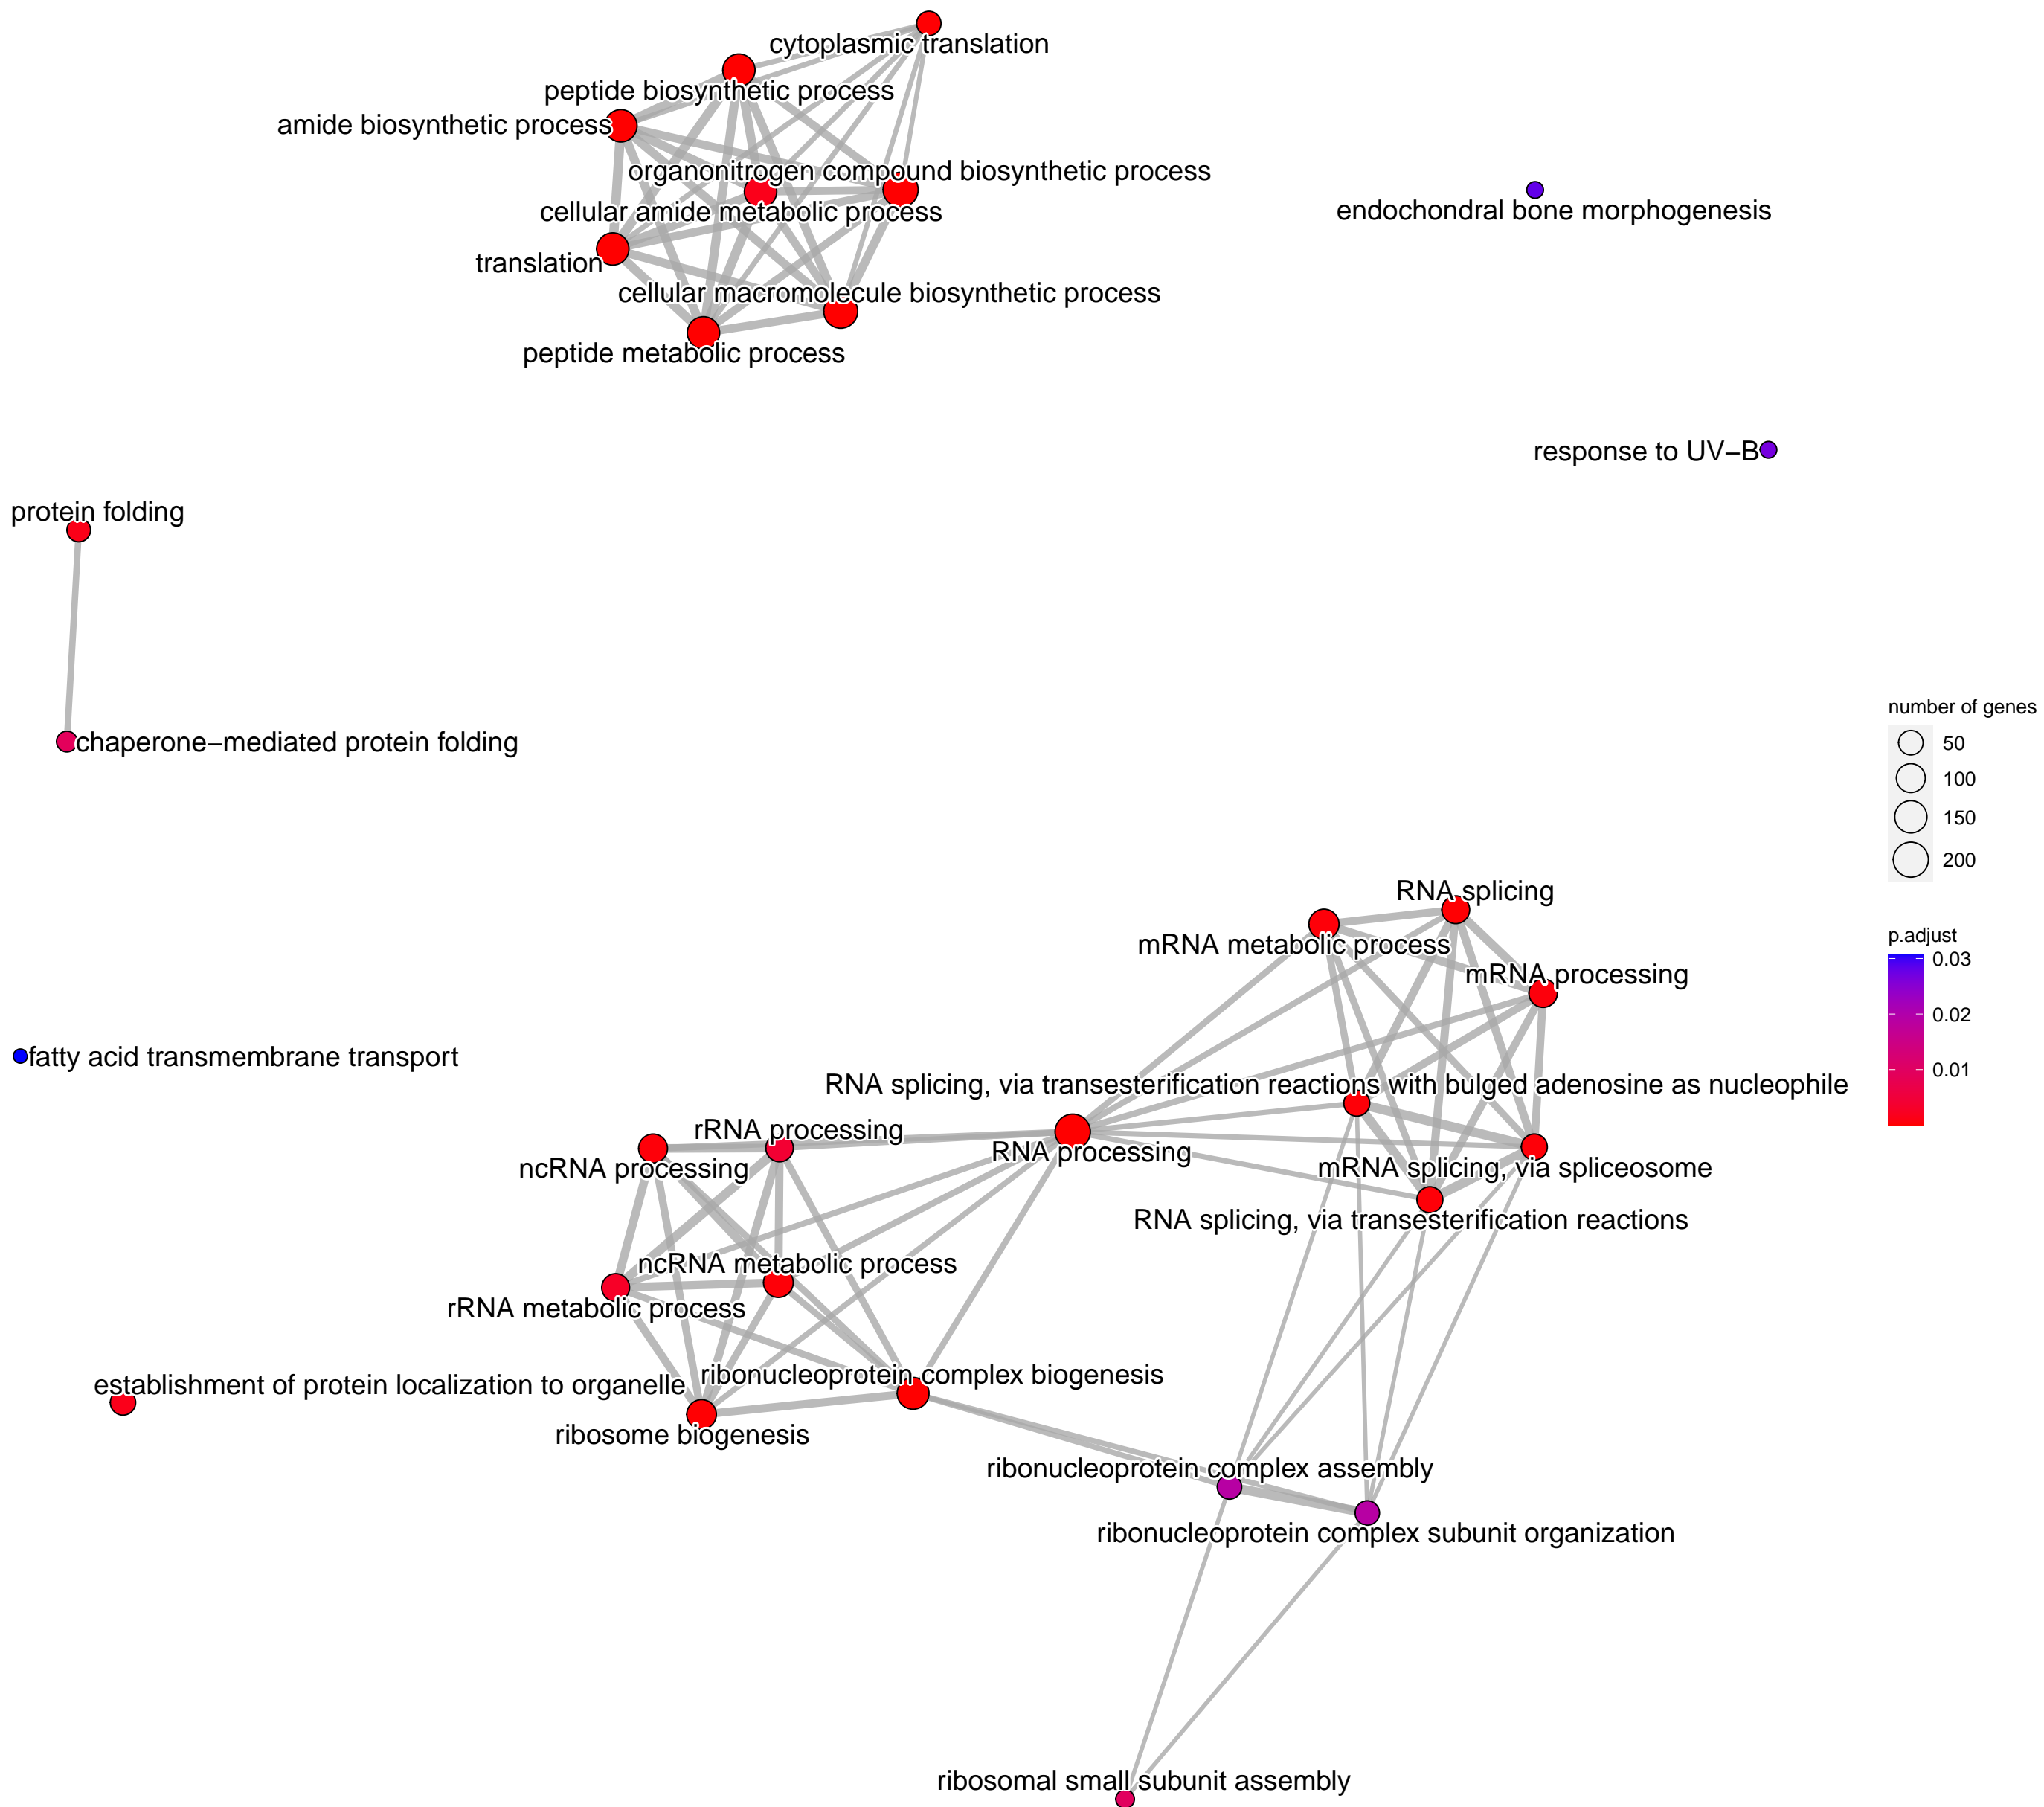 cytoplasmic translation
peptide biosynthetic process
amide biosynthetic process
organonitrogen compound biosynthetic process
cellular amide metabolic process
endochondral bone morphogenesis
translation
cellular macromolecule biosynthetic process
peptide metabolic process
response to UV−B
protein folding
number of genes
chaperone−mediated protein folding
50
100
150
200
RNA splicing
p.adjust
mRNA metabolic process
0.03
mRNA processing
0.02
fatty acid transmembrane transport
0.01
RNA splicing, via transesterification reactions with bulged adenosine as nucleophile
rRNA processing
RNA processing
ncRNA processing
mRNA splicing, via spliceosome
RNA splicing, via transesterification reactions
ncRNA metabolic process
rRNA metabolic process
ribonucleoprotein complex biogenesis
establishment of protein localization to organelle
ribosome biogenesis
ribonucleoprotein complex assembly
ribonucleoprotein complex subunit organization
ribosomal small subunit assembly